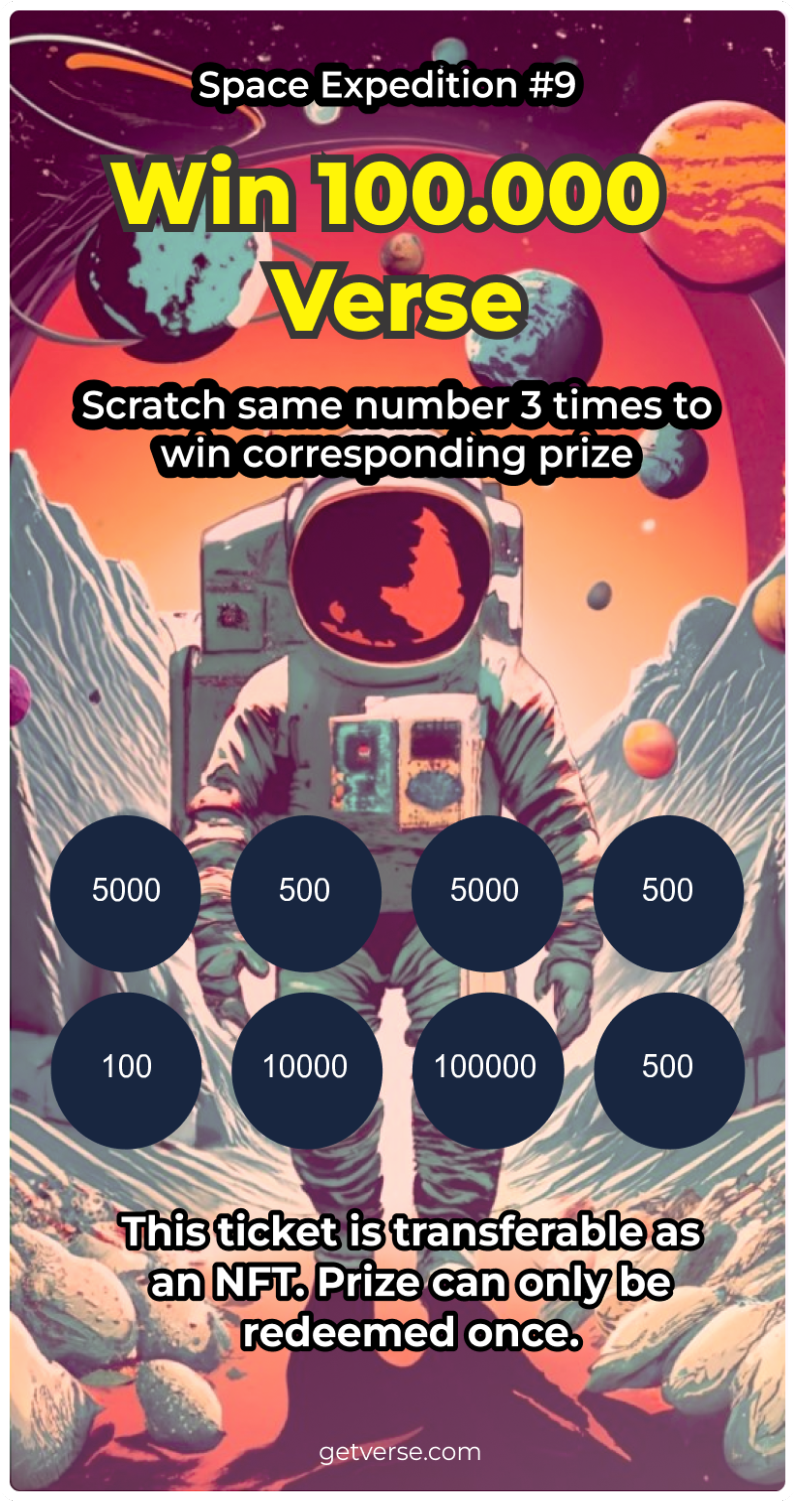 Space Expedition #9
Win 100.000
Verse
Scratch same number 3 times to
win corresponding prize
5000 500 5000 500
100 10000 100000 500
This ticket is transferable as
an NFT. Prize can only be
redeemed once.
getverse.com